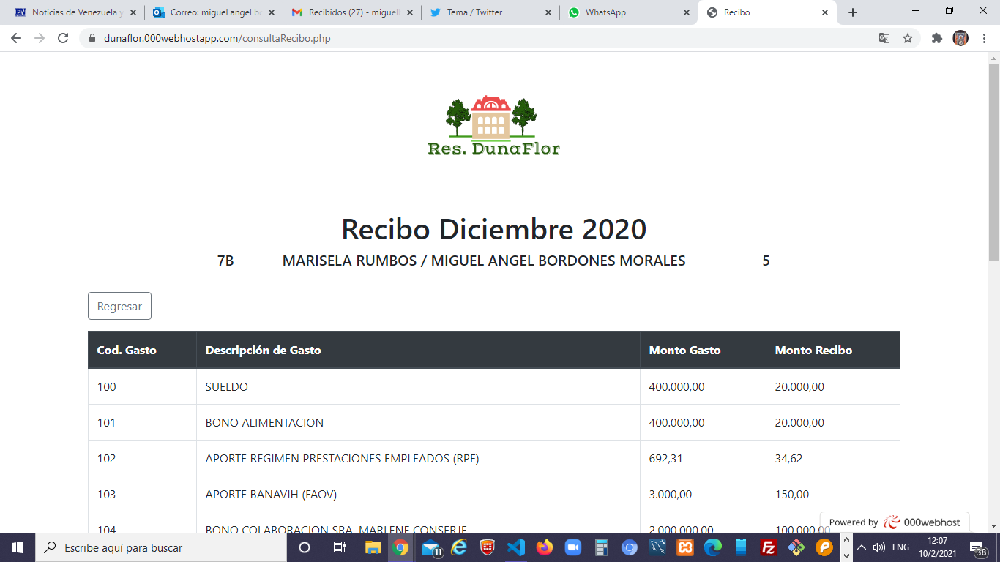 Noticias de Venezuela y
Correo: miguel angel bo
Recibidos (27) - miguell
Tema / Twitter
WhatsApp
Recibo
dunaflor.000webhostapp.com/consultaRecibo.php
Res. DunaFlor
Recibo Diciembre 2020
7B MARISELA RUMBOS / MIGUEL ANGEL BORDONES MORALES 5
Regresar
Cod. Gasto Descripción de Gasto Monto Gasto Monto Recibo
100 SUELDO 400.000,00 20.000,00
101 BONO ALIMENTACION 400.000,00 20.000,00
102 APORTE REGIMEN PRESTACIONES EMPLEADOS (RPE) 692,31 34,62
103 APORTE BANAVIH (FAOV) 3.000,00 150,00
104 BONO COLABORACION SRA. MARLENE CONSERJE 2.000.000,00 100.000,00
Powered by 000webhost
Escribe aquí para buscar
11
ENG
12:07
10/2/2021
38